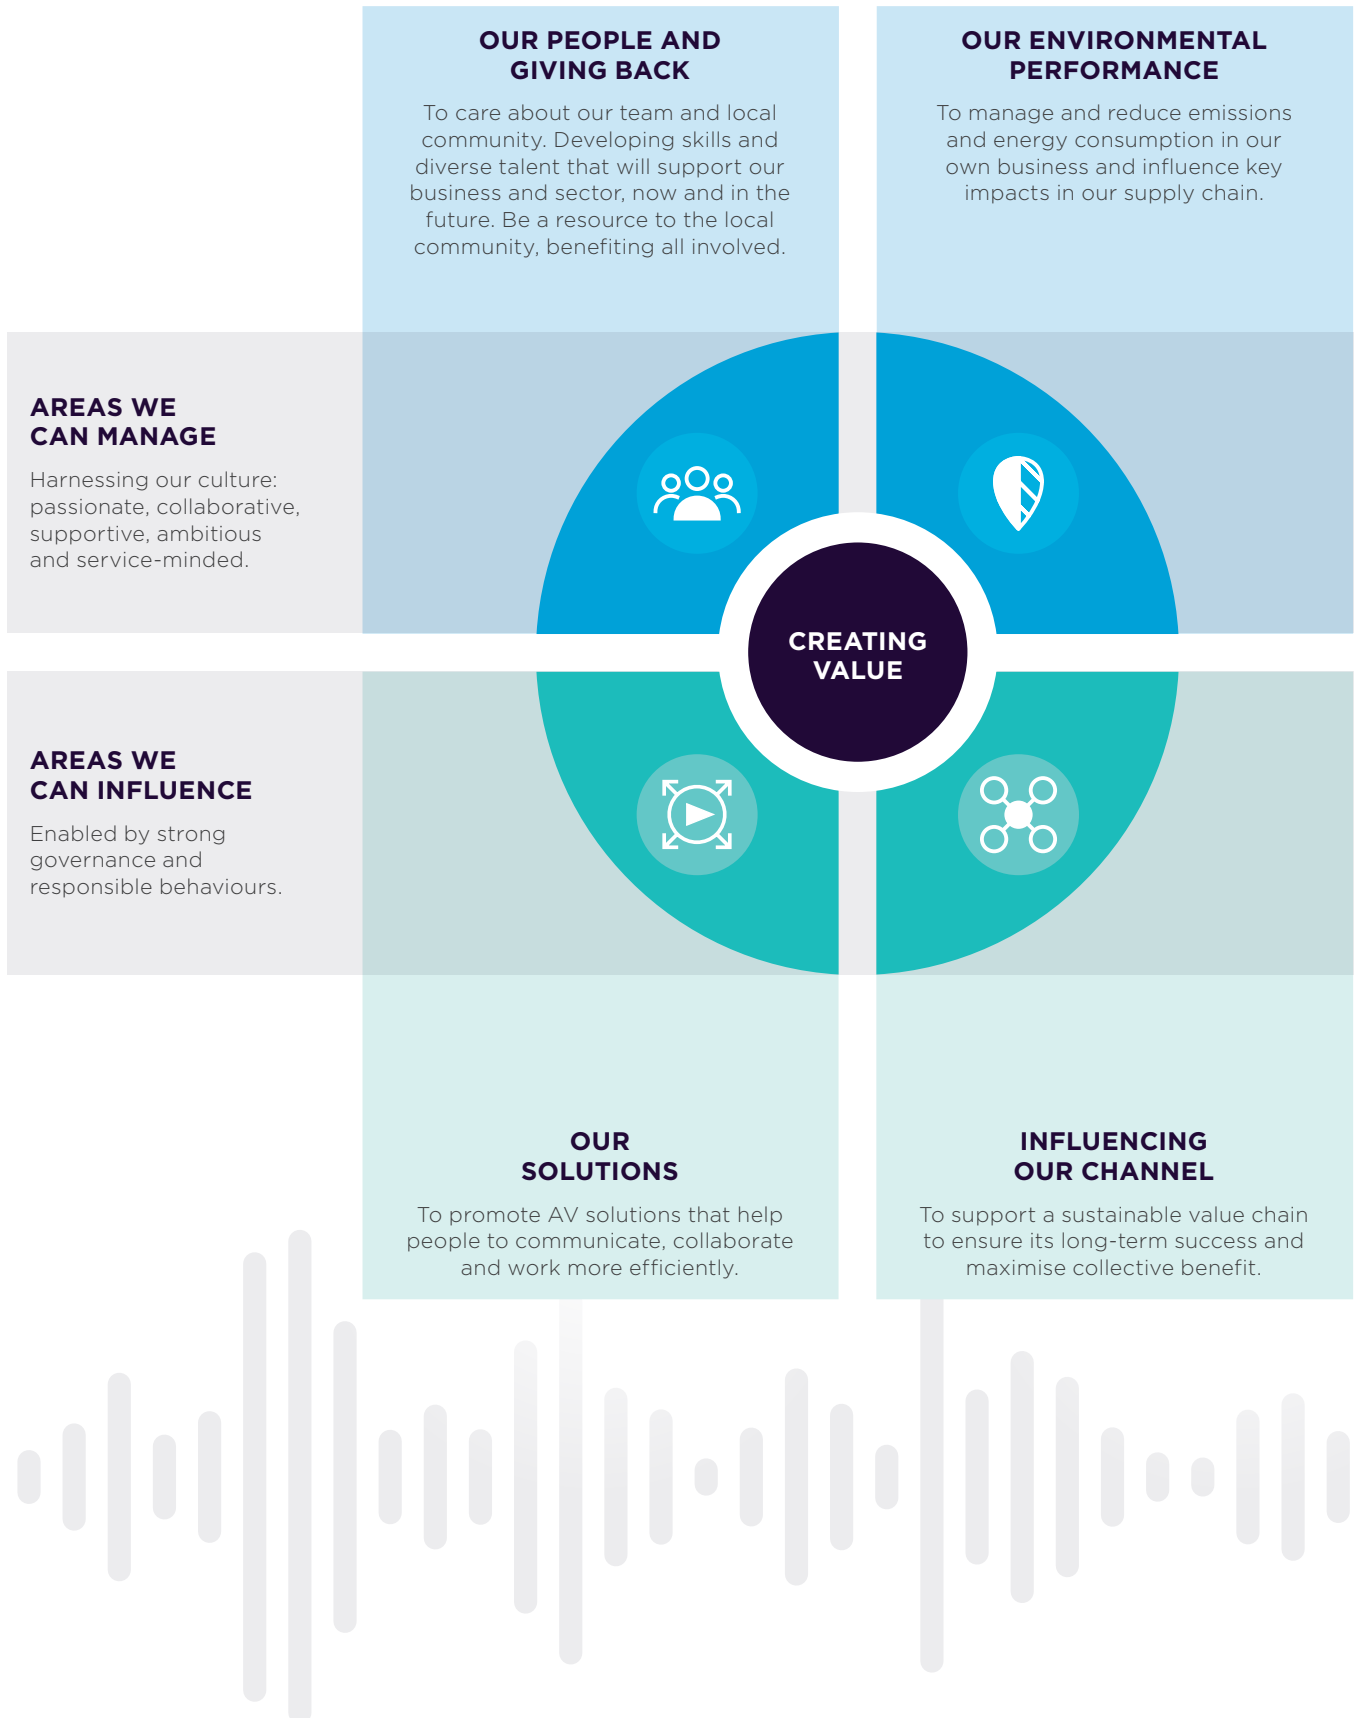 OUR PEOPLE AND
GIVING BACK
To care about our team and local
community. Developing skills and
diverse talent that will support our
business and sector, now and in the
future. Be a resource to the local
community, benefiting all involved.
OUR ENVIRONMENTAL
PERFORMANCE
To manage and reduce emissions
and energy consumption in our
own business and influence key
impacts in our supply chain.
AREAS WE
CAN MANAGE
Harnessing our culture:
passionate, collaborative,
supportive, ambitious
and service-minded.
CREATING
VALUE
AREAS WE
CAN INFLUENCE
Enabled by strong
governance and
responsible behaviours.
OUR
SOLUTIONS
To promote AV solutions that help
people to communicate, collaborate
and work more efficiently.
INFLUENCING
OUR CHANNEL
To support a sustainable value chain
to ensure its long-term success and
maximise collective benefit.